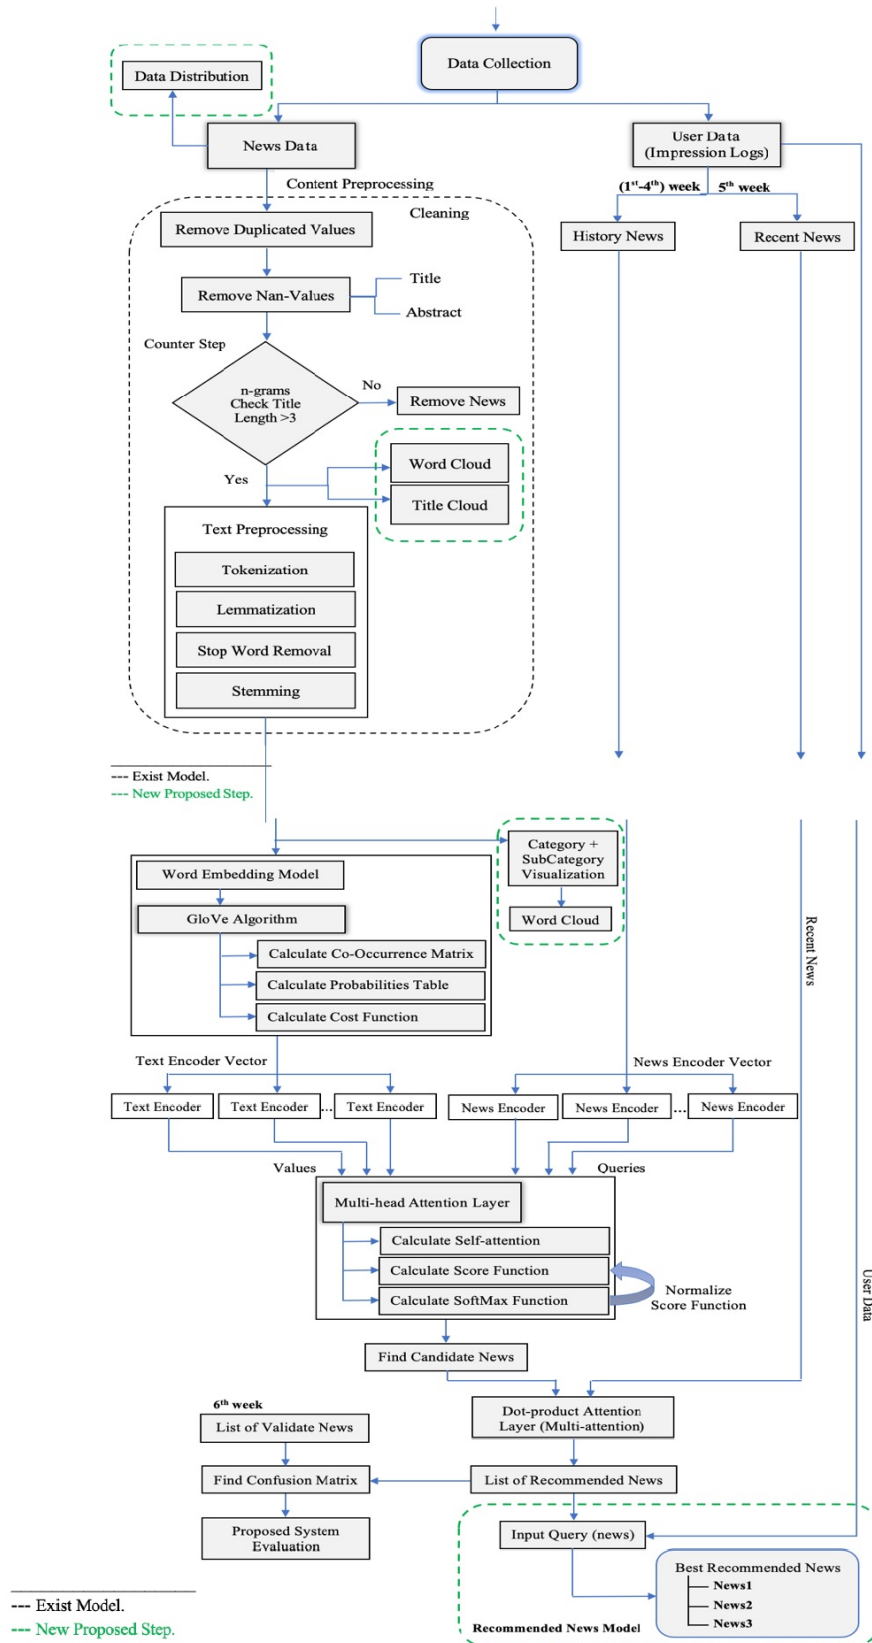 Data Collection
Data Distribution
News Data
User Data
(Impression Logs)
Content Preprocessing
(1st-4th) week
5th week
Cleaning
Remove Duplicated Values
History News
Recent News
Remove Nan-Values
Title
Abstract
Counter Step
n-grams
Check Title
Length >3
No
Remove News
Yes
Word Cloud
Title Cloud
Text Preprocessing
Tokenization
Lemmatization
Stop Word Removal
Stemming
--- Exist Model.
--- New Proposed Step.
Category +
SubCategory
Visualization
Word Cloud
Word Embedding Model
GloVe Algorithm
Calculate Co-Occurrence Matrix
Calculate Probabilities Table
Calculate Cost Function
Recent News
Text Encoder Vector
News Encoder Vector
Text Encoder
Text Encoder
...
Text Encoder
News Encoder
News Encoder
...
News Encoder
Values
Queries
Multi-head Attention Layer
Calculate Self-attention
Calculate Score Function
Calculate SoftMax Function
Normalize
Score Function
User Data
Find Candidate News
6th week
List of Validate News
Dot-product Attention
Layer (Multi-attention)
Find Confusion Matrix
List of Recommended News
Proposed System
Evaluation
Input Query (news)
Best Recommended News
News1
News2
News3
Recommended News Model
--- Exist Model.
--- New Proposed Step.